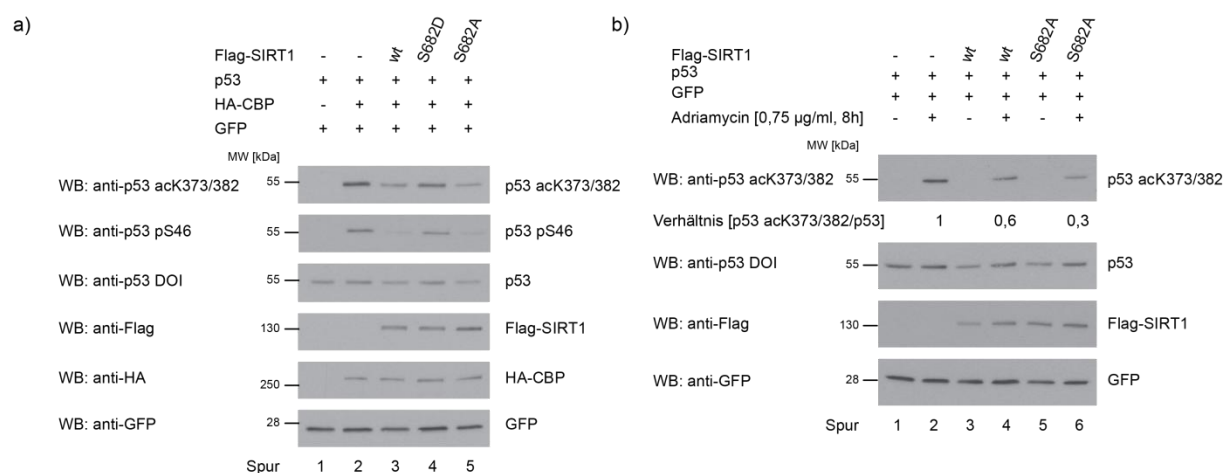 a)
Flag-SIRT1 - - wt S682D S682A
p53 + + + + +
HA-CBP - + + + +
GFP + + + + +
MW [kDa]
WB: anti-p53 acK373/382 55 p53 acK373/382
WB: anti-p53 pS46 55 p53 pS46
WB: anti-p53 DOI 55 p53
WB: anti-Flag 130 Flag-SIRT1
WB: anti-HA 250 HA-CBP
WB: anti-GFP 28 GFP
Spur 1 2 3 4 5
b)
Flag-SIRT1 - - wt wt S682A S682A
p53 + + + + + +
GFP + + + + + +
Adriamycin [0,75 µg/ml, 8h] - + - + - +
MW [kDa]
WB: anti-p53 acK373/382 55 p53 acK373/382
Verhältnis [p53 acK373/382/p53] 1 0,6 0,3
WB: anti-p53 DOI 55 p53
WB: anti-Flag 130 Flag-SIRT1
WB: anti-GFP 28 GFP
Spur 1 2 3 4 5 6